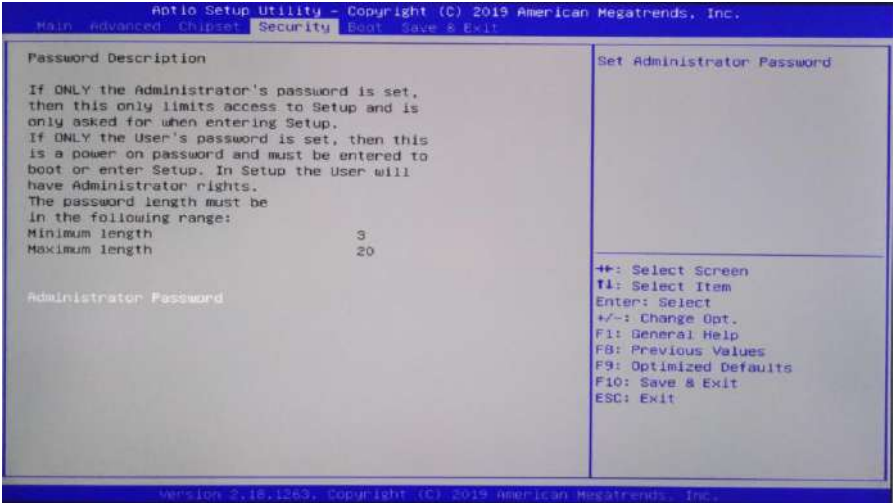 Aptio Setup Utility – Copyright (C) 2019 American Megatrends, Inc.
Main Advanced Chipset Security Boot Save & Exit
Password Description
If ONLY the Administrator's password is set,
then this only limits access to Setup and is
only asked for when entering Setup.
If ONLY the User's password is set, then this
is a power on password and must be entered to
boot or enter Setup. In Setup the User will
have Administrator rights.
The password length must be
in the following range:
Minimum length 3
Maximum length 20
Administrator Password
Set Administrator Password
→←: Select Screen
↑↓: Select Item
Enter: Select
+/-: Change Opt.
F1: General Help
F8: Previous Values
F9: Optimized Defaults
F10: Save & Exit
ESC: Exit
Version 2.18.1263. Copyright (C) 2019 American Megatrends, Inc.